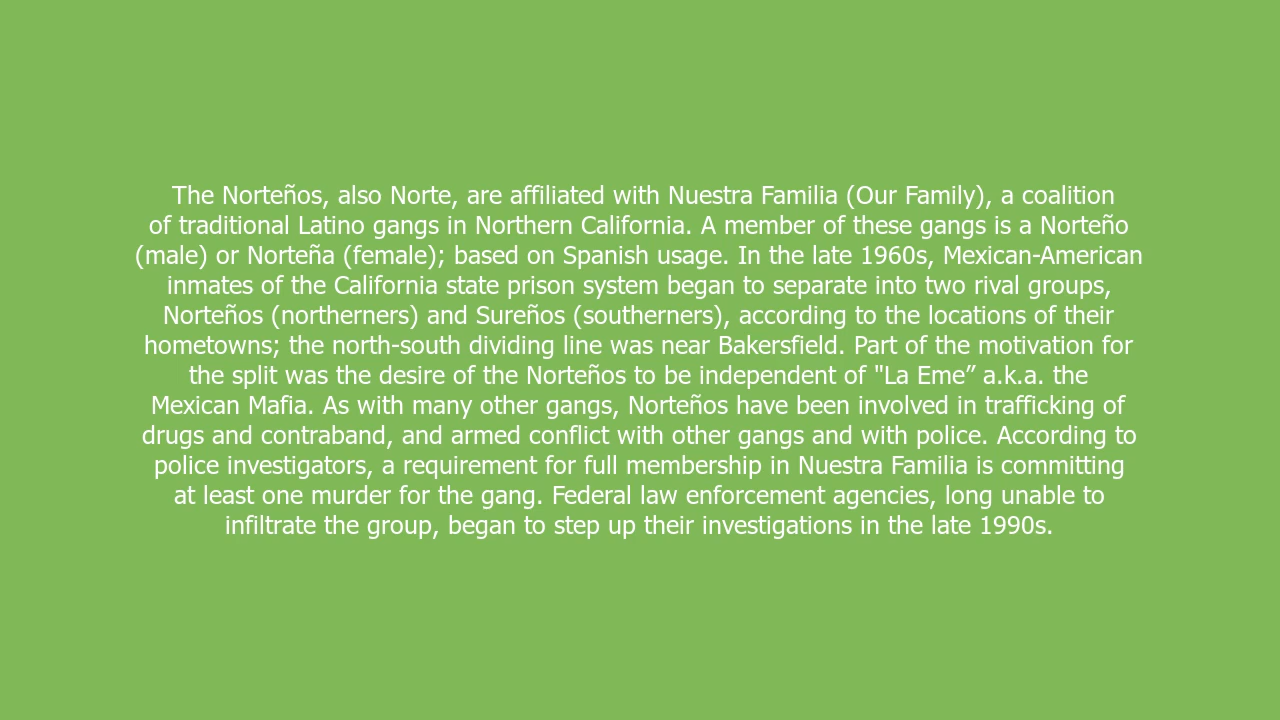 The Norteños, also Norte, are affiliated with Nuestra Familia (Our Family), a coalition
of traditional Latino gangs in Northern California. A member of these gangs is a Norteño
(male) or Norteña (female); based on Spanish usage. In the late 1960s, Mexican-American
inmates of the California state prison system began to separate into two rival groups,
Norteños (northerners) and Sureños (southerners), according to the locations of their
hometowns; the north-south dividing line was near Bakersfield. Part of the motivation for
the split was the desire of the Norteños to be independent of "La Eme” a.k.a. the
Mexican Mafia. As with many other gangs, Norteños have been involved in trafficking of
drugs and contraband, and armed conflict with other gangs and with police. According to
police investigators, a requirement for full membership in Nuestra Familia is committing
at least one murder for the gang. Federal law enforcement agencies, long unable to
infiltrate the group, began to step up their investigations in the late 1990s.